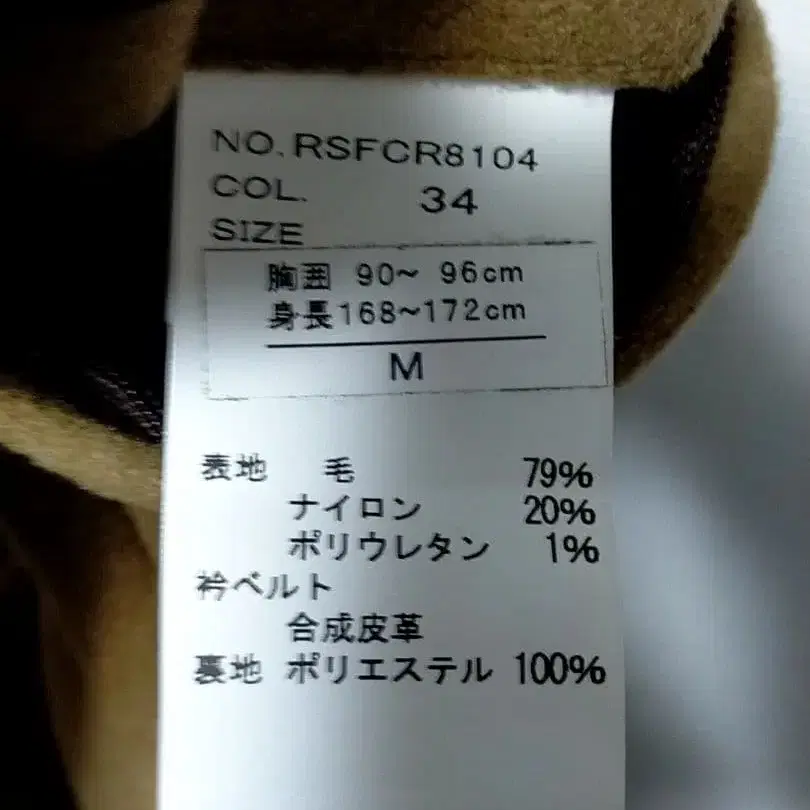 NO. RSFCR8104
COL. 34
SIZE
胸囲 90~ 96cm
身長168~172cm
M
表地 毛 79%
ナイロン 20%
ポリウレタン 1%
衿ベルト
合成皮革
裏地 ポリエステル 100%